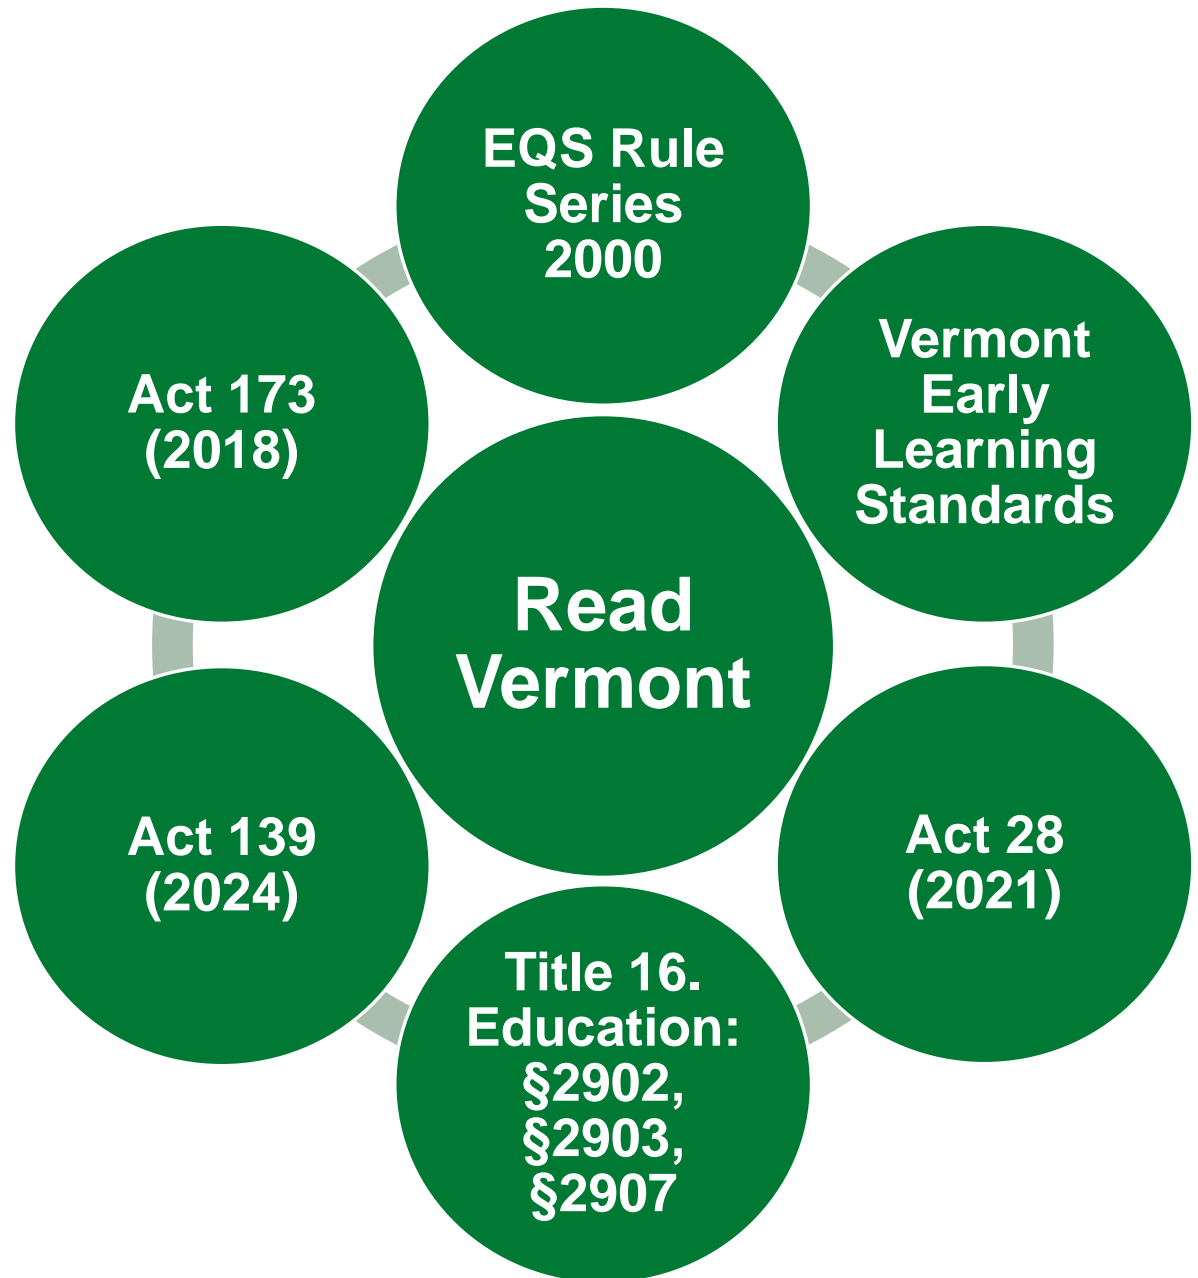 EQS Rule
Series
2000
Vermont
Early
Learning
Standards
Act 28
(2021)
Title 16.
Education:
§2902,
§2903,
§2907
Act 139
(2024)
Act 173
(2018)
Read
Vermont